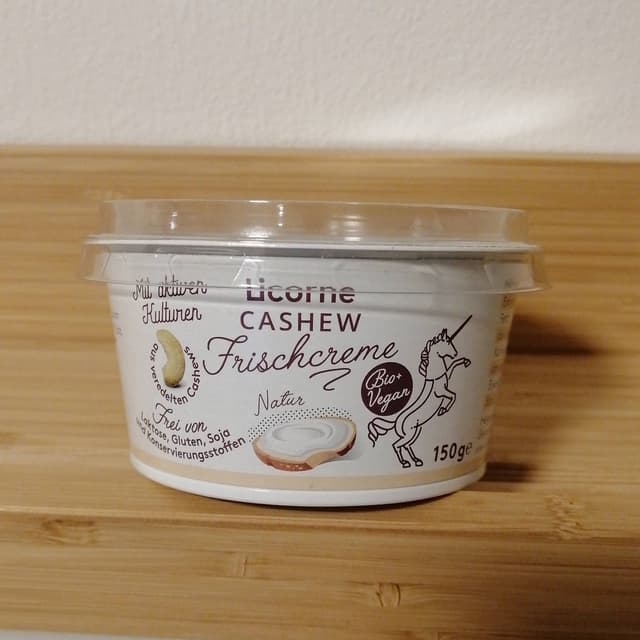 Mit aktiven
Kulturen
aus veredelten Cashews
Frei von
Laktose, Gluten, Soja
und Konservierungsstoffen
Licorne
CASHEW
Frischcreme
Natur
Bio+
Vegan
150g℮